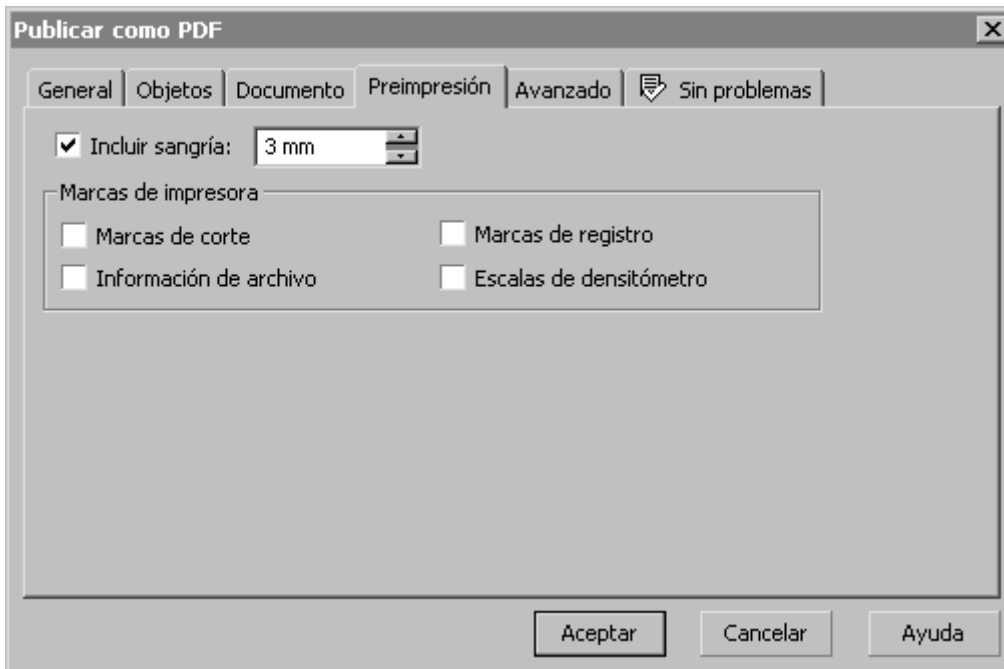 Publicar como PDF
General Objetos Documento Preimpresión Avanzado Sin problemas
Incluir sangría: 3 mm
Marcas de impresora
Marcas de corte Marcas de registro
Información de archivo Escalas de densitómetro
Aceptar Cancelar Ayuda